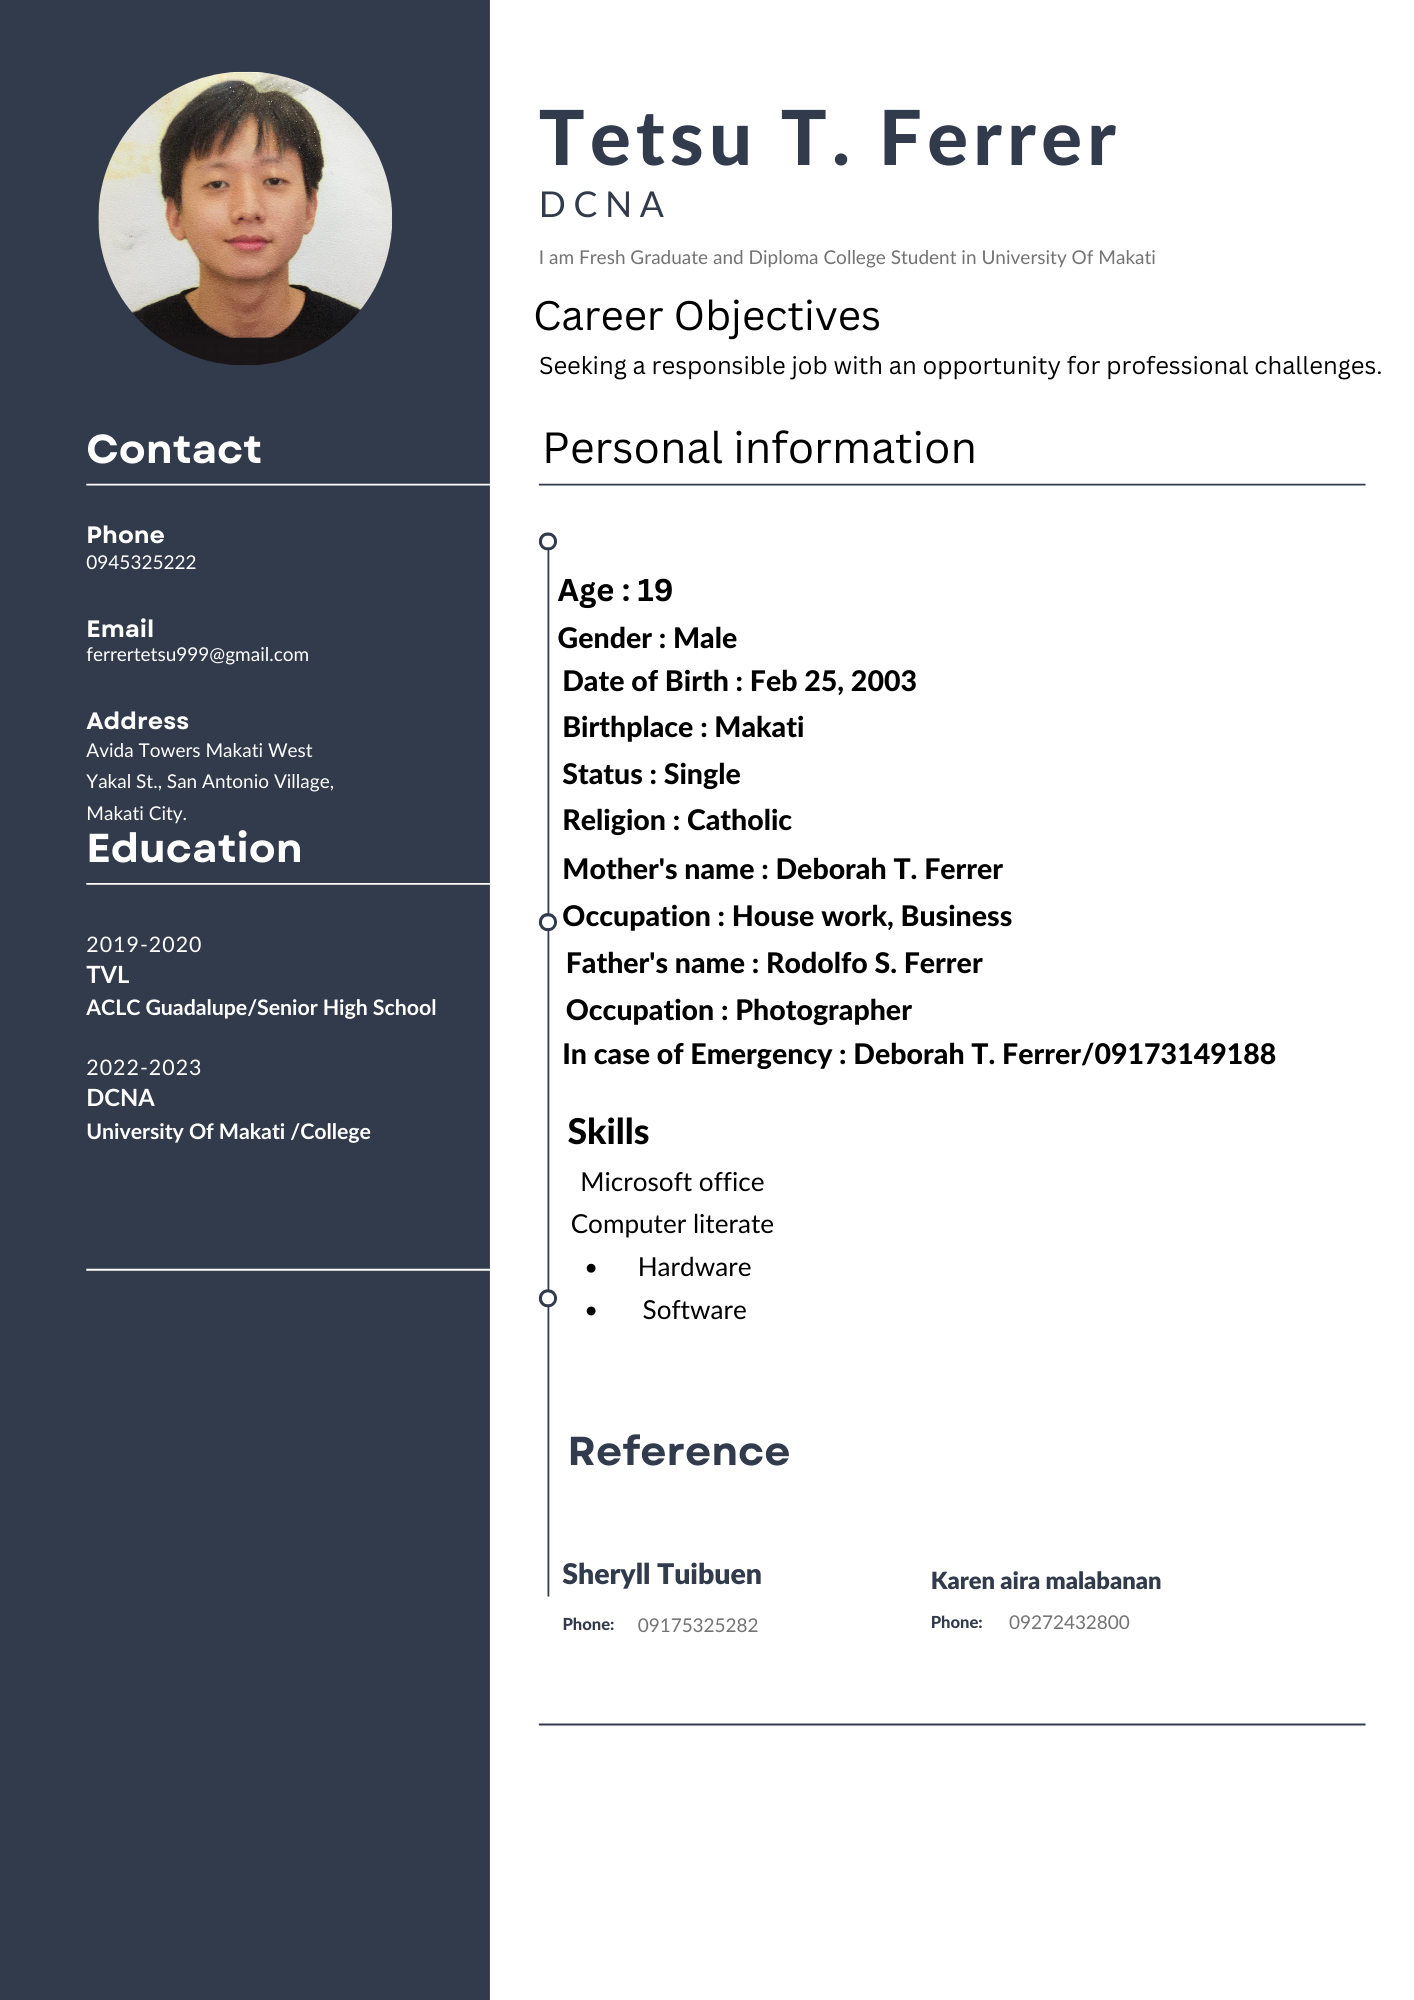 Tetsu T. Ferrer
DCNA
I am Fresh Graduate and Diploma College Student in University Of Makati
Career Objectives
Seeking a responsible job with an opportunity for professional challenges.
Contact
Phone
0945325222
Email
ferrertetsu999@gmail.com
Address
Avida Towers Makati West
Yakal St., San Antonio Village,
Makati City.
Education
2019-2020
TVL
ACLC Guadalupe/Senior High School
2022-2023
DCNA
University Of Makati /College
Personal information
Age : 19
Gender : Male
Date of Birth : Feb 25, 2003
Birthplace : Makati
Status : Single
Religion : Catholic
Mother's name : Deborah T. Ferrer
Occupation : House work, Business
Father's name : Rodolfo S. Ferrer
Occupation : Photographer
In case of Emergency : Deborah T. Ferrer/09173149188
Skills
Microsoft office
Computer literate
• Hardware
• Software
Reference
Sheryll Tuibuen
Phone: 09175325282
Karen aira malabanan
Phone: 09272432800